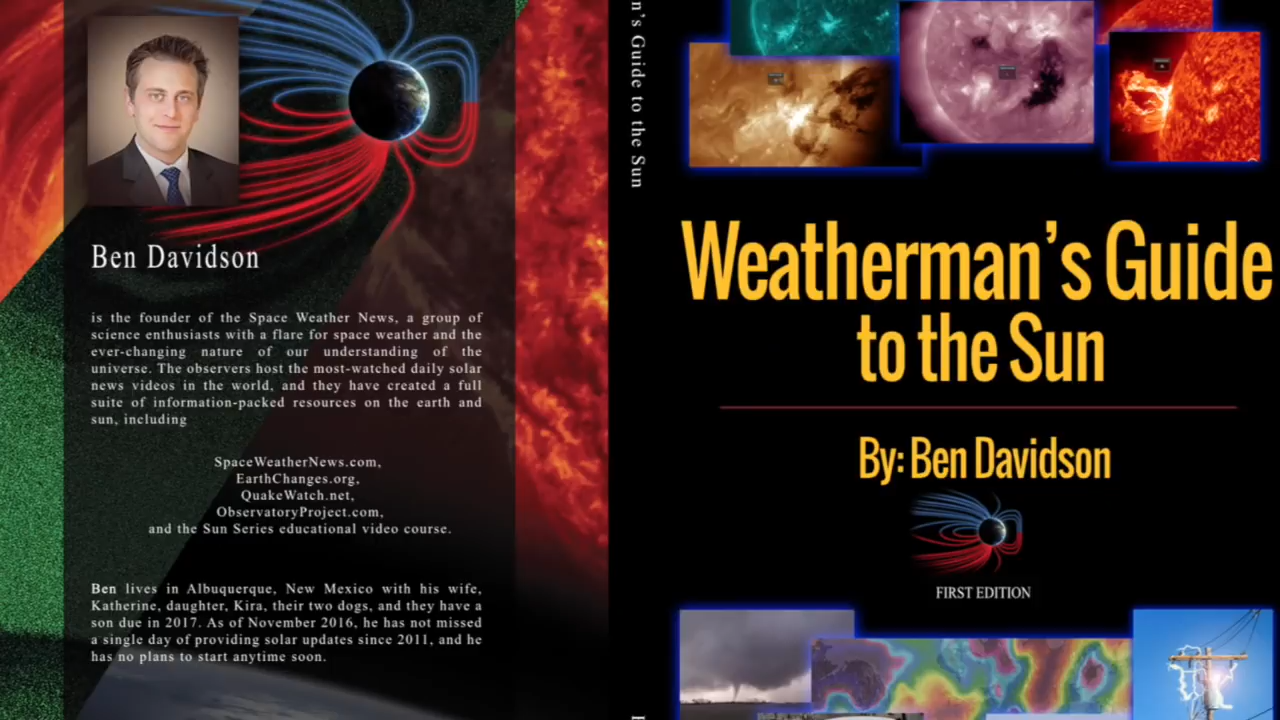 Ben Davidson
is the founder of the Space Weather News, a group of
science enthusiasts with a flare for space weather and the
ever-changing nature of our understanding of the
universe. The observers host the most-watched daily solar
news videos in the world, and they have created a full
suite of information-packed resources on the earth and
sun, including
SpaceWeatherNews.com,
EarthChanges.org,
QuakeWatch.net,
ObservatoryProject.com,
and the Sun Series educational video course.
Ben lives in Albuquerque, New Mexico with his wife,
Katherine, daughter, Kira, their two dogs, and they have a
son due in 2017. As of November 2016, he has not missed
a single day of providing solar updates since 2011, and he
has no plans to start anytime soon.
n's Guide to the Sun
Weatherman's Guide
to the Sun
By: Ben Davidson
FIRST EDITION